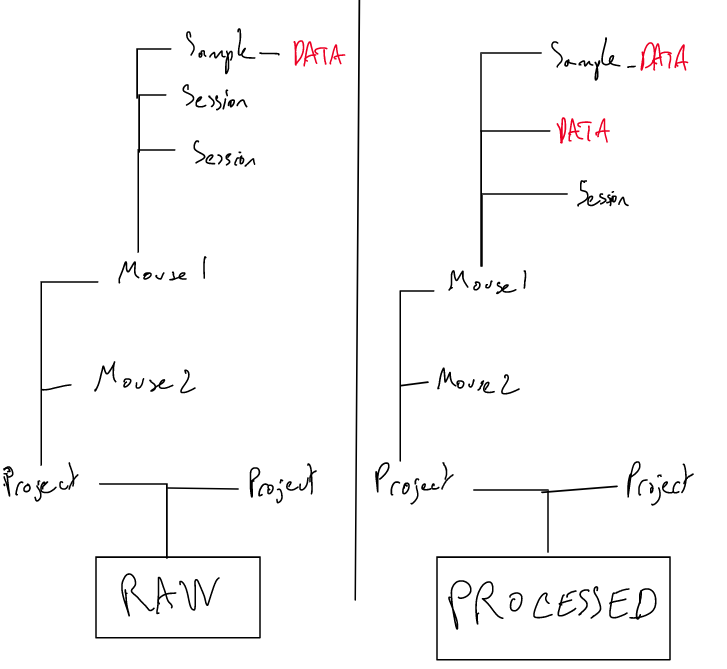 Sample - DATA
Session
Session
Mouse 1
Mouse 2
Project
Project
RAW
Sample - DATA
DATA
Session
Mouse 1
Mouse 2
Project
Project
PROCESSED